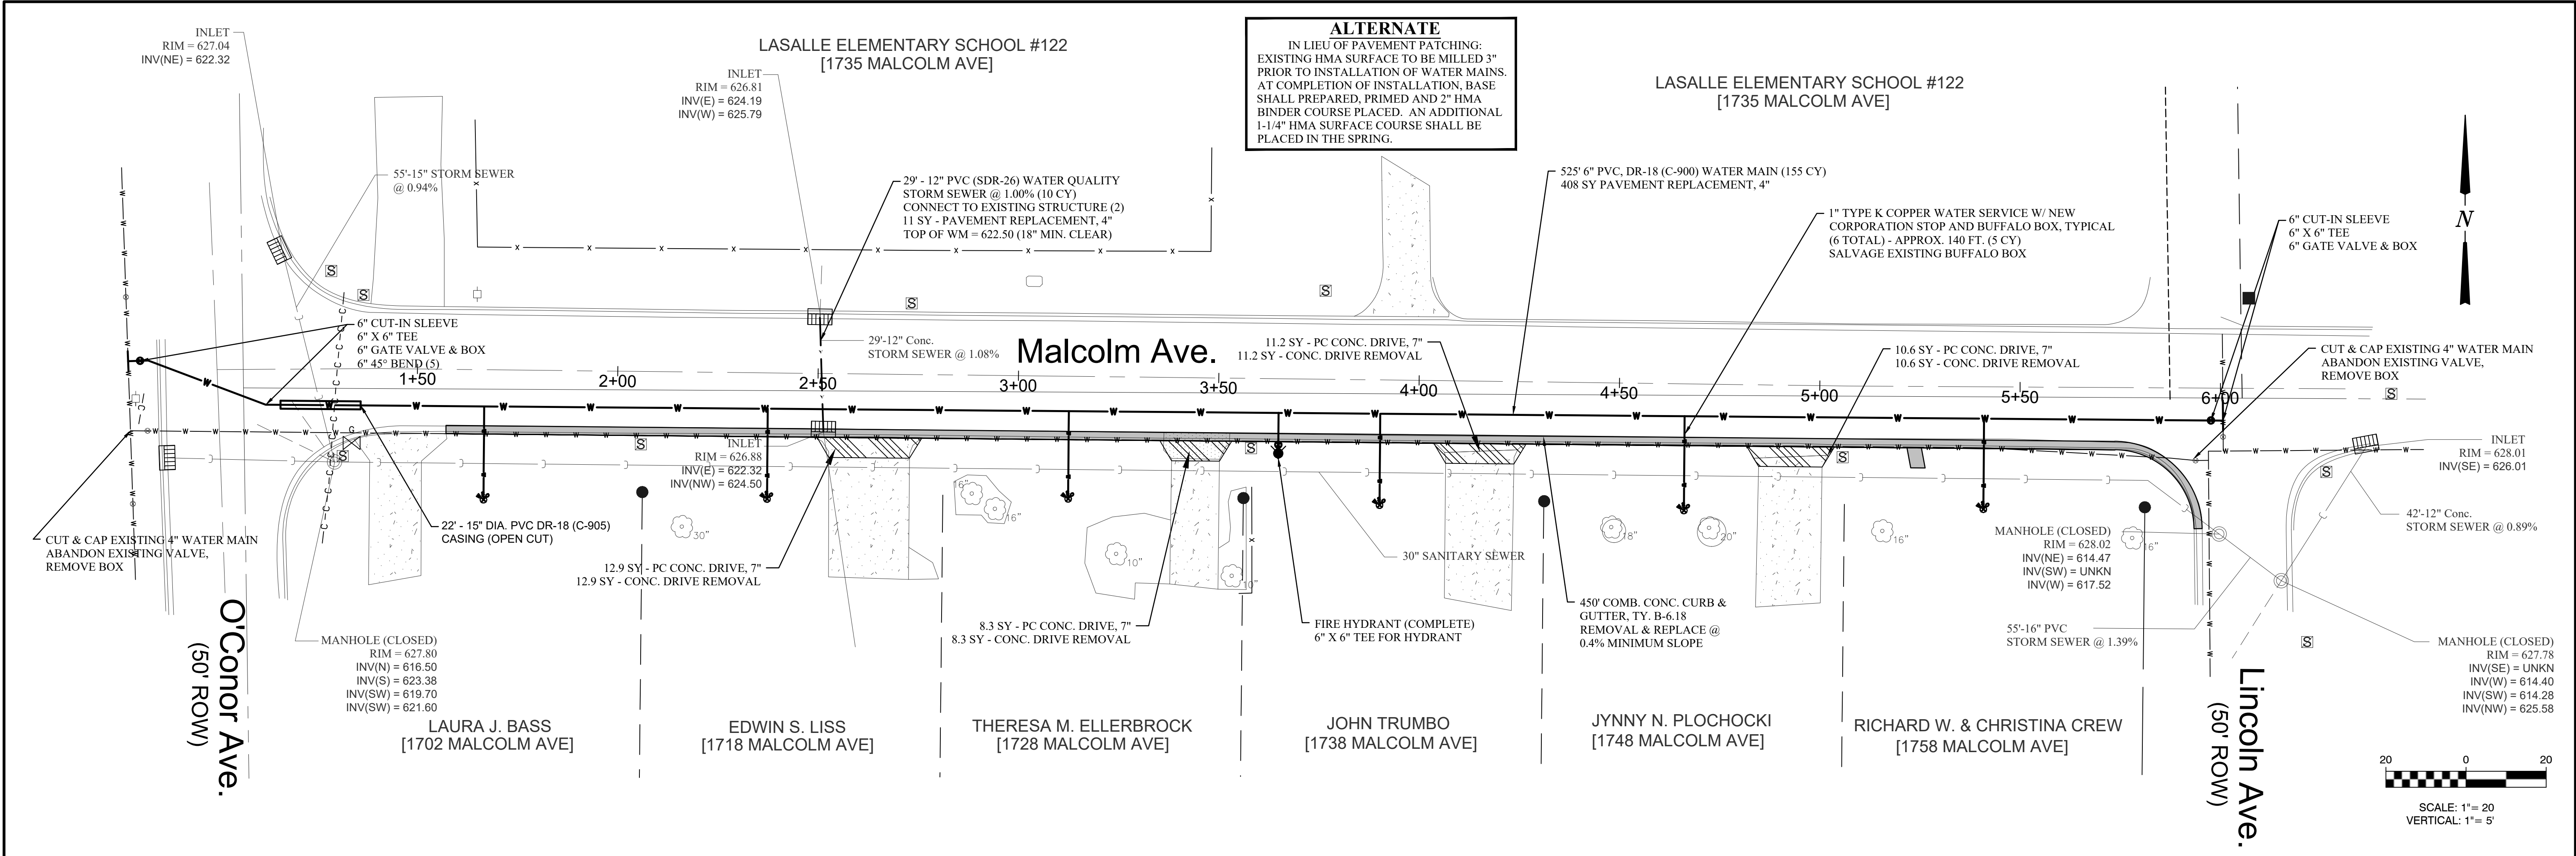 INLET
RIM = 627.04
INV(NE) = 622.32
LASALLE ELEMENTARY SCHOOL #122
[1735 MALCOLM AVE]
INLET
RIM = 626.81
INV(E) = 624.19
INV(W) = 625.79
ALTERNATE
IN LIEU OF PAVEMENT PATCHING:
EXISTING HMA SURFACE TO BE MILLED 3"
PRIOR TO INSTALLATION OF WATER MAINS.
AT COMPLETION OF INSTALLATION, BASE
SHALL PREPARED, PRIMED AND 2" HMA
BINDER COURSE PLACED. AN ADDITIONAL
1-1/4" HMA SURFACE COURSE SHALL BE
PLACED IN THE SPRING.
LASALLE ELEMENTARY SCHOOL #122
[1735 MALCOLM AVE]
55'-15" STORM SEWER
@ 0.94%
29' - 12" PVC (SDR-26) WATER QUALITY
STORM SEWER @ 1.00% (10 CY)
CONNECT TO EXISTING STRUCTURE (2)
11 SY - PAVEMENT REPLACEMENT, 4"
TOP OF WM = 622.50 (18" MIN. CLEAR)
525' 6" PVC, DR-18 (C-900) WATER MAIN (155 CY)
408 SY PAVEMENT REPLACEMENT, 4"
1" TYPE K COPPER WATER SERVICE W/ NEW
CORPORATION STOP AND BUFFALO BOX, TYPICAL
(6 TOTAL) - APPROX. 140 FT. (5 CY)
SALVAGE EXISTING BUFFALO BOX
6" CUT-IN SLEEVE
6" X 6" TEE
6" GATE VALVE & BOX
N
6" CUT-IN SLEEVE
6" X 6" TEE
6" GATE VALVE & BOX
6" 45° BEND (5)
29'-12" Conc.
STORM SEWER @ 1.08%
Malcolm Ave.
11.2 SY - PC CONC. DRIVE, 7"
11.2 SY - CONC. DRIVE REMOVAL
10.6 SY - PC CONC. DRIVE, 7"
10.6 SY - CONC. DRIVE REMOVAL
CUT & CAP EXISTING 4" WATER MAIN
ABANDON EXISTING VALVE,
REMOVE BOX
1+50
2+00
2+50
3+00
3+50
4+00
4+50
5+00
5+50
6+00
INLET
RIM = 626.88
INV(E) = 622.32
INV(NW) = 624.50
INLET
RIM = 628.01
INV(SE) = 626.01
CUT & CAP EXISTING 4" WATER MAIN
ABANDON EXISTING VALVE,
REMOVE BOX
22' - 15" DIA. PVC DR-18 (C-905)
CASING (OPEN CUT)
30"
16"
16"
10"
10"
18"
20"
16"
16"
12.9 SY - PC CONC. DRIVE, 7"
12.9 SY - CONC. DRIVE REMOVAL
30" SANITARY SEWER
MANHOLE (CLOSED)
RIM = 628.02
INV(NE) = 614.47
INV(SW) = UNKN
INV(W) = 617.52
42'-12" Conc.
STORM SEWER @ 0.89%
8.3 SY - PC CONC. DRIVE, 7"
8.3 SY - CONC. DRIVE REMOVAL
FIRE HYDRANT (COMPLETE)
6" X 6" TEE FOR HYDRANT
450' COMB. CONC. CURB &
GUTTER, TY. B-6.18
REMOVAL & REPLACE @
0.4% MINIMUM SLOPE
55'-16" PVC
STORM SEWER @ 1.39%
MANHOLE (CLOSED)
RIM = 627.80
INV(N) = 616.50
INV(S) = 623.38
INV(SW) = 619.70
INV(SW) = 621.60
MANHOLE (CLOSED)
RIM = 627.78
INV(SE) = UNKN
INV(W) = 614.40
INV(SW) = 614.28
INV(NW) = 625.58
O'Conor Ave.
(50' ROW)
LAURA J. BASS
[1702 MALCOLM AVE]
EDWIN S. LISS
[1718 MALCOLM AVE]
THERESA M. ELLERBROCK
[1728 MALCOLM AVE]
JOHN TRUMBO
[1738 MALCOLM AVE]
JYNNY N. PLOCHOCKI
[1748 MALCOLM AVE]
RICHARD W. & CHRISTINA CREW
[1758 MALCOLM AVE]
Lincoln Ave.
(50' ROW)
20 0 20
SCALE: 1"= 20
VERTICAL: 1"= 5'